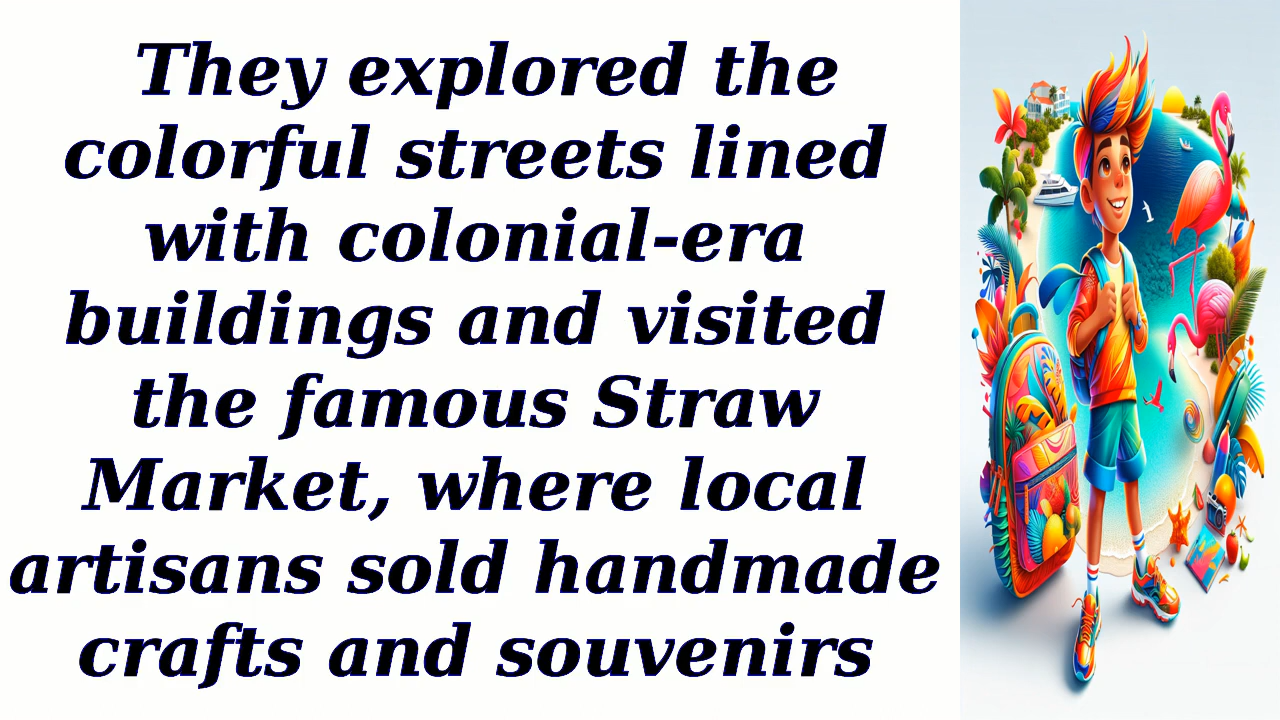 They explored the
colorful streets lined
with colonial-era
buildings and visited
the famous Straw
Market, where local
artisans sold handmade
crafts and souvenirs